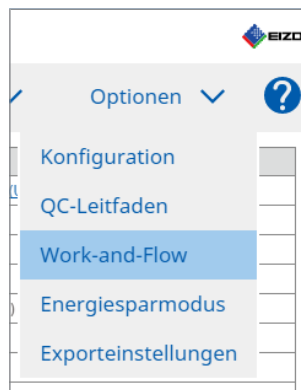 EIZO
Optionen
Konfiguration
QC-Leitfaden
Work-and-Flow
Energiesparmodus
Exporteinstellungen